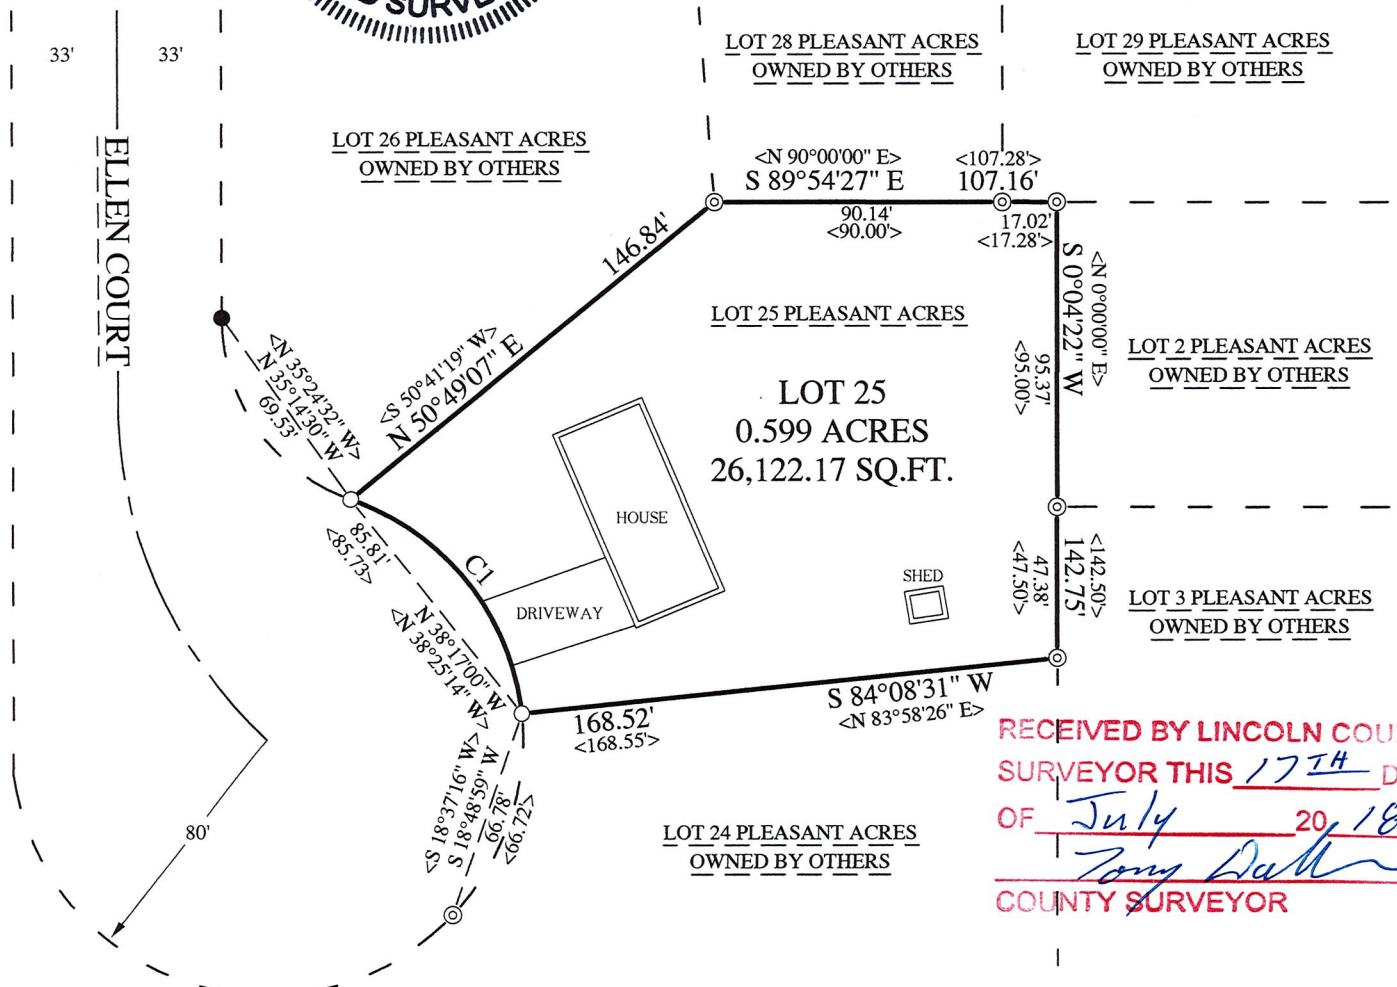 SURVE
33'
33'
ELLEN COURT
LOT 28 PLEASANT ACRES
OWNED BY OTHERS
LOT 29 PLEASANT ACRES
OWNED BY OTHERS
LOT 26 PLEASANT ACRES
OWNED BY OTHERS
<N 90°00'00" E>
S 89°54'27" E
<107.28'>
107.16'
90.14'
<90.00'>
17.02'
<17.28'>
146.84'
<S 50°41'19" W>
N 50°49'07" E
<N 0°00'00" E>
S 0°04'22" W
95.37'
<95.00'>
LOT 25 PLEASANT ACRES
LOT 25
0.599 ACRES
26,122.17 SQ.FT.
LOT 2 PLEASANT ACRES
OWNED BY OTHERS
<N 35°24'32" W>
N 35°14'30" W
69.53'
85.81'
<85.73'>
C1
HOUSE
DRIVEWAY
SHED
<142.50'>
142.75'
47.38'
<47.50'>
LOT 3 PLEASANT ACRES
OWNED BY OTHERS
N 38°17'00" W
<N 38°25'14" W>
168.52'
<168.55'>
S 84°08'31" W
<N 83°58'26" E>
<S 18°37'16" W>
S 18°48'59" W
66.78'
<66.72'>
80'
LOT 24 PLEASANT ACRES
OWNED BY OTHERS
RECEIVED BY LINCOLN COU
SURVEYOR THIS 17TH D
OF July 20 18
Tony
COUNTY SURVEYOR